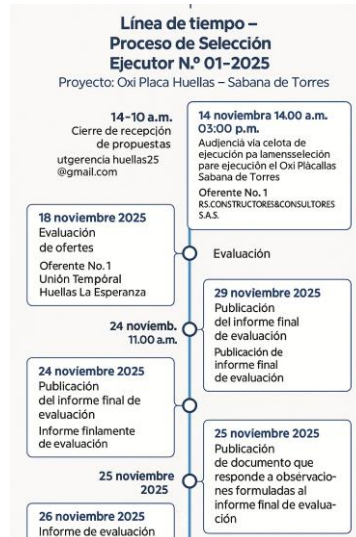 Línea de tiempo –
Proceso de Selección
Ejecutor N.º 01-2025
Proyecto: Oxi Placa Huellas – Sabana de Torres
14-10 a.m.
Cierre de recepción
de propuestas
utgerencia huellas25
@gmail.com
14 noviembra 14.00 a.m.
03:00 p.m.
Audjenciá via celota de
ejecución pa lamensseleción
pare ejecución el Oxi Plácallas
Sabana de Torres
Oferente No. 1
RS.CONSTRUCTORES&CONSULTORES
S.A.S.
18 noviembre 2025
Evaluación
de ofertes
Oferente No. 1
Unión Tempóral
Huellas La Esperanza
Evaluación
29 noviembre 2025
Publicación
del informe final
de evaluación
Publicación de
informe final
de evaluación
24 noviemb.
11.00 a.m.
24 noviembre 2025
Publicación
del informe final de
evaluación
Informe finlamente
de evaluación
25 noviembre 2025
Publicación
de documento que
responde a observacio-
nes formuladas al
informe final de evalua-
ción
25 noviembre
2025
26 noviembre 2025
Informe de evaluación